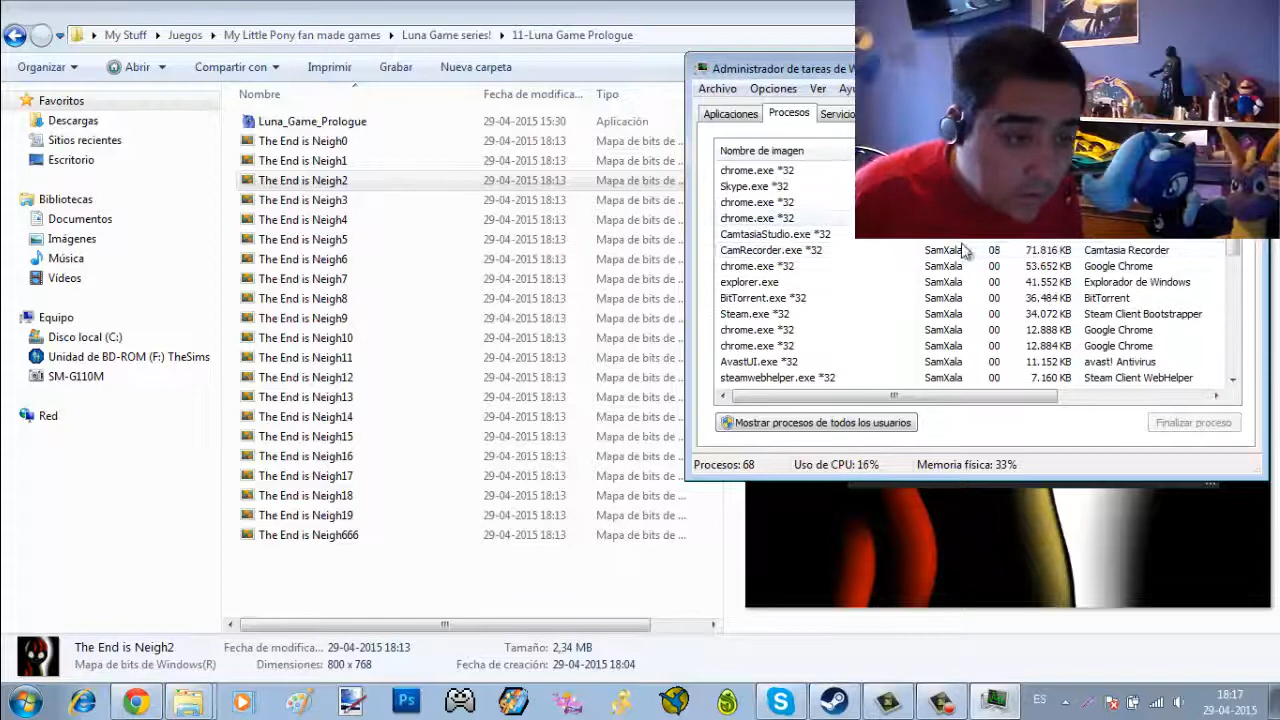 My Stuff Juegos My Little Pony fan made games Luna Game series! 11-Luna Game Prologue
Organizar Abrir Compartir con Imprimir Grabar Nueva carpeta
Favoritos
Descargas
Sitios recientes
Escritorio
Bibliotecas
Documentos
Imágenes
Música
Vídeos
Equipo
Disco local (C:)
Unidad de BD-ROM (F:) TheSims
SM-G110M
Red
Nombre Fecha de modifica... Tipo
Luna_Game_Prologue 29-04-2015 15:30 Aplicación
The End is Neigh0 29-04-2015 18:13 Mapa de bits de ...
The End is Neigh1 29-04-2015 18:13 Mapa de bits de ...
The End is Neigh2 29-04-2015 18:13 Mapa de bits de ...
The End is Neigh3 29-04-2015 18:13 Mapa de bits de ...
The End is Neigh4 29-04-2015 18:13 Mapa de bits de ...
The End is Neigh5 29-04-2015 18:13 Mapa de bits de ...
The End is Neigh6 29-04-2015 18:13 Mapa de bits de ...
The End is Neigh7 29-04-2015 18:13 Mapa de bits de ...
The End is Neigh8 29-04-2015 18:13 Mapa de bits de ...
The End is Neigh9 29-04-2015 18:13 Mapa de bits de ...
The End is Neigh10 29-04-2015 18:13 Mapa de bits de ...
The End is Neigh11 29-04-2015 18:13 Mapa de bits de ...
The End is Neigh12 29-04-2015 18:13 Mapa de bits de ...
The End is Neigh13 29-04-2015 18:13 Mapa de bits de ...
The End is Neigh14 29-04-2015 18:13 Mapa de bits de ...
The End is Neigh15 29-04-2015 18:13 Mapa de bits de ...
The End is Neigh16 29-04-2015 18:13 Mapa de bits de ...
The End is Neigh17 29-04-2015 18:13 Mapa de bits de ...
The End is Neigh18 29-04-2015 18:13 Mapa de bits de ...
The End is Neigh19 29-04-2015 18:13 Mapa de bits de ...
The End is Neigh666 29-04-2015 18:13 Mapa de bits de ...
Administrador de tareas de W
Archivo Opciones Ver Ayu
Aplicaciones Procesos Servicio
Nombre de imagen
chrome.exe *32
Skype.exe *32
chrome.exe *32
chrome.exe *32
CamtasiaStudio.exe *32
CamRecorder.exe *32 SamXala 08 71.816 KB Camtasia Recorder
chrome.exe *32 SamXala 00 53.652 KB Google Chrome
explorer.exe SamXala 00 41.552 KB Explorador de Windows
BitTorrent.exe *32 SamXala 00 36.484 KB BitTorrent
Steam.exe *32 SamXala 00 34.072 KB Steam Client Bootstrapper
chrome.exe *32 SamXala 00 12.888 KB Google Chrome
chrome.exe *32 SamXala 00 12.884 KB Google Chrome
AvastUI.exe *32 SamXala 00 11.152 KB avast! Antivirus
steamwebhelper.exe *32 SamXala 00 7.160 KB Steam Client WebHelper
Mostrar procesos de todos los usuarios Finalizar proceso
Procesos: 68 Uso de CPU: 16% Memoria física: 33%
The End is Neigh2 Fecha de modifica... 29-04-2015 18:13 Tamaño: 2,34 MB
Mapa de bits de Windows(R) Dimensiones: 800 x 768 Fecha de creación: 29-04-2015 18:04
ES
18:17
29-04-2015